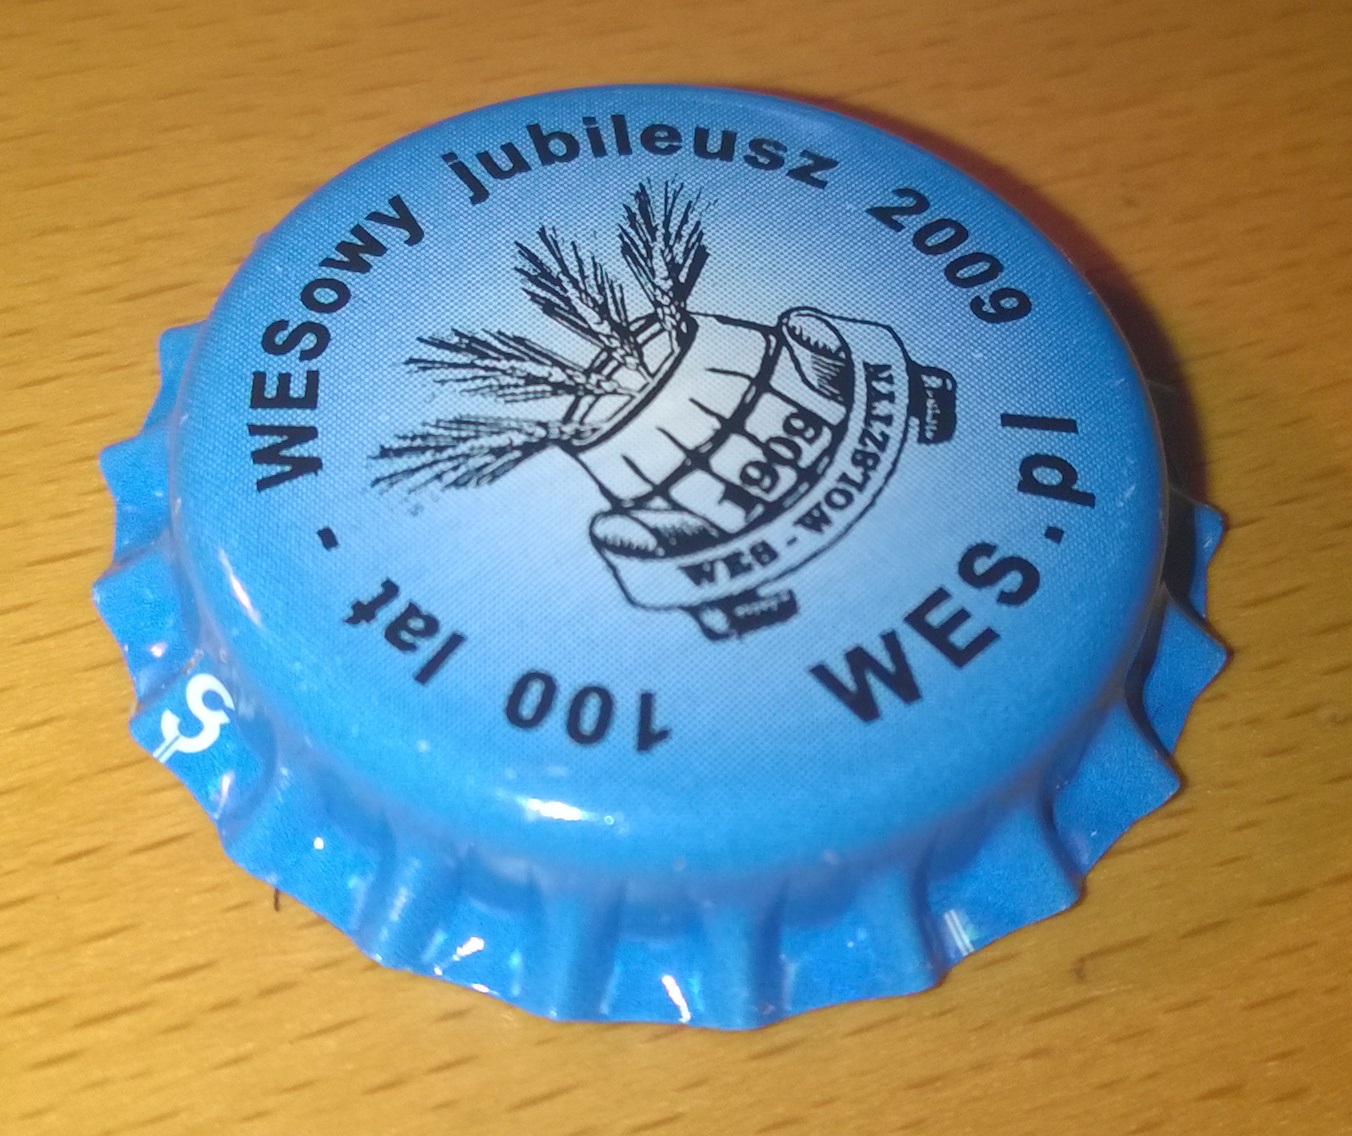 100 lat - WESowy jubileusz 2009
WES.pl
1909
WES - WOLSZTYN